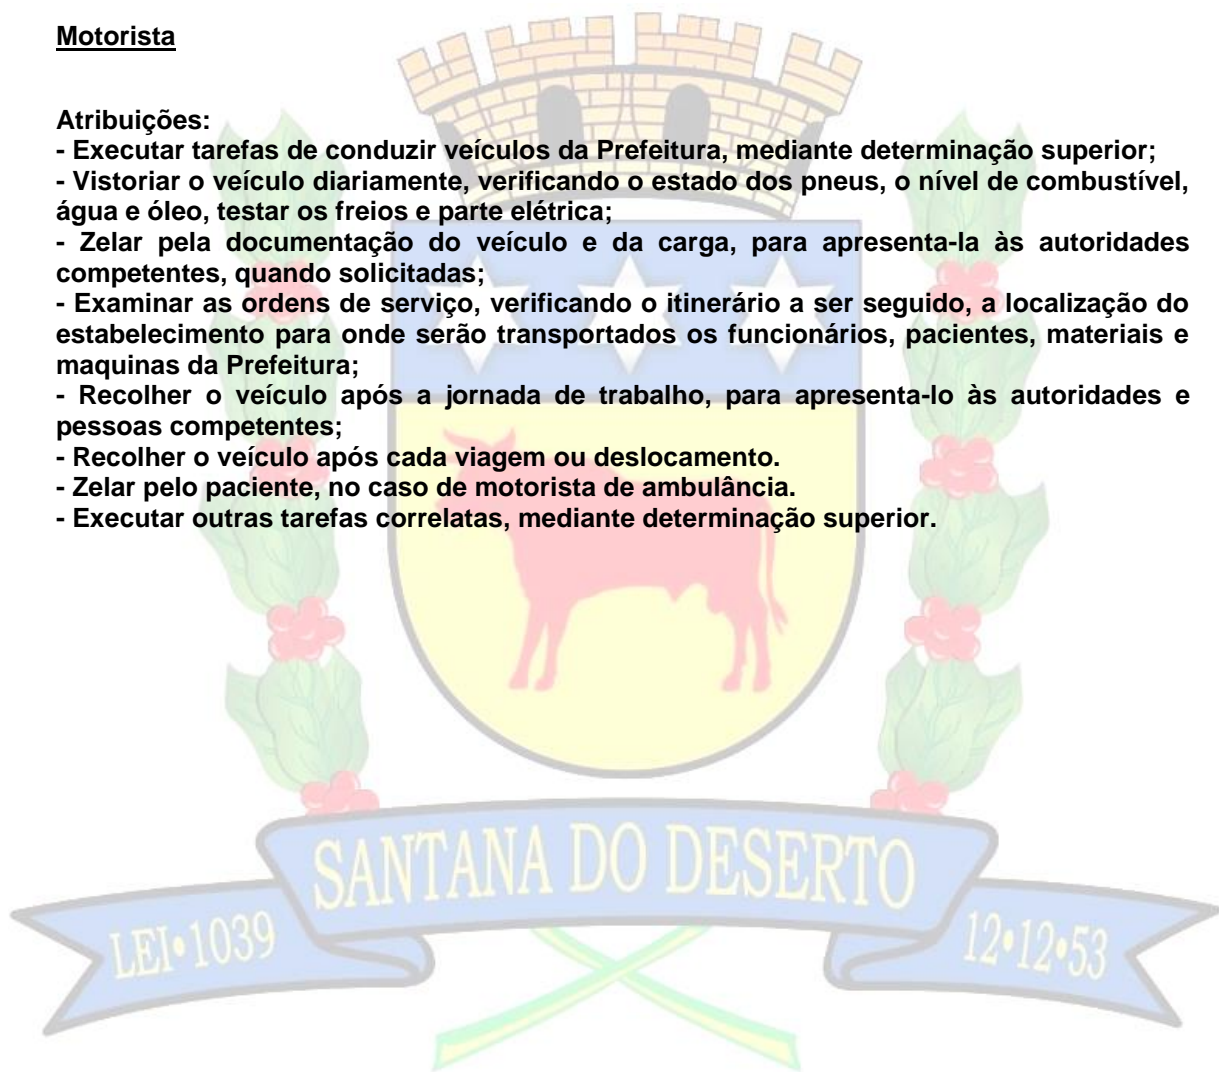 Motorista
Atribuições:
- Executar tarefas de conduzir veículos da Prefeitura, mediante determinação superior;
- Vistoriar o veículo diariamente, verificando o estado dos pneus, o nível de combustível,
água e óleo, testar os freios e parte elétrica;
- Zelar pela documentação do veículo e da carga, para apresenta-la às autoridades
competentes, quando solicitadas;
- Examinar as ordens de serviço, verificando o itinerário a ser seguido, a localização do
estabelecimento para onde serão transportados os funcionários, pacientes, materiais e
maquinas da Prefeitura;
- Recolher o veículo após a jornada de trabalho, para apresenta-lo às autoridades e
pessoas competentes;
- Recolher o veículo após cada viagem ou deslocamento.
- Zelar pelo paciente, no caso de motorista de ambulância.
- Executar outras tarefas correlatas, mediante determinação superior.
SANTANA DO DESERTO
LEI•1039
12•12•53